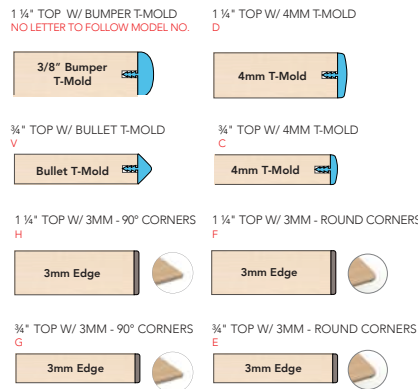 1 ¼" TOP W/ BUMPER T-MOLD
NO LETTER TO FOLLOW MODEL NO.
3/8" Bumper
T-Mold
1 ¼" TOP W/ 4MM T-MOLD
D
4mm T-Mold
¾" TOP W/ BULLET T-MOLD
V
Bullet T-Mold
¾" TOP W/ 4MM T-MOLD
C
4mm T-Mold
1 ¼" TOP W/ 3MM - 90° CORNERS
H
3mm Edge
1 ¼" TOP W/ 3MM - ROUND CORNERS
F
3mm Edge
¾" TOP W/ 3MM - 90° CORNERS
G
3mm Edge
¾" TOP W/ 3MM - ROUND CORNERS
E
3mm Edge